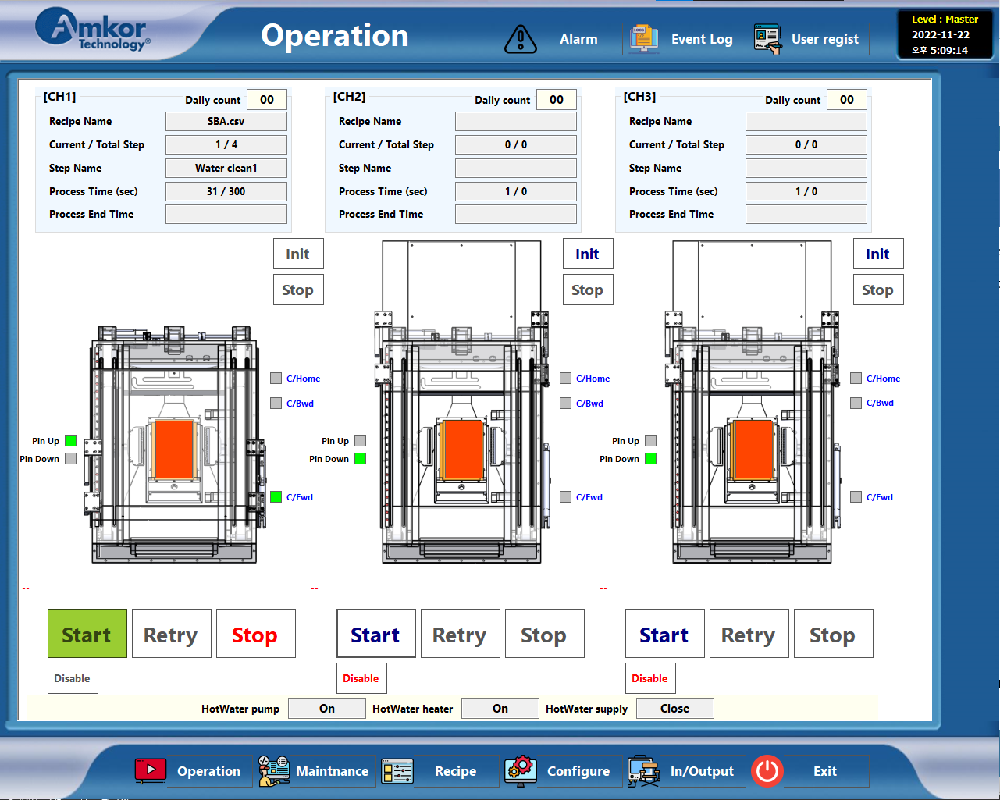 Amkor
Technology®
Operation
Alarm
Event Log
User regist
Level : Master
2022-11-22
오후 5:09:14
[CH1]
Daily count 00
Recipe Name SBA.csv
Current / Total Step 1 / 4
Step Name Water-clean1
Process Time (sec) 31 / 300
Process End Time
[CH2]
Daily count 00
Recipe Name
Current / Total Step 0 / 0
Step Name
Process Time (sec) 1 / 0
Process End Time
[CH3]
Daily count 00
Recipe Name
Current / Total Step 0 / 0
Step Name
Process Time (sec) 1 / 0
Process End Time
Init
Stop
C/Home
C/Bwd
Pin Up
Pin Down
C/Fwd
Init
Stop
C/Home
C/Bwd
Pin Up
Pin Down
C/Fwd
Init
Stop
C/Home
C/Bwd
Pin Up
Pin Down
C/Fwd
-- -- --
Start Retry Stop
Disable
Start Retry Stop
Disable
Start Retry Stop
Disable
HotWater pump On HotWater heater On HotWater supply Close
Operation Maintnance Recipe Configure In/Output Exit